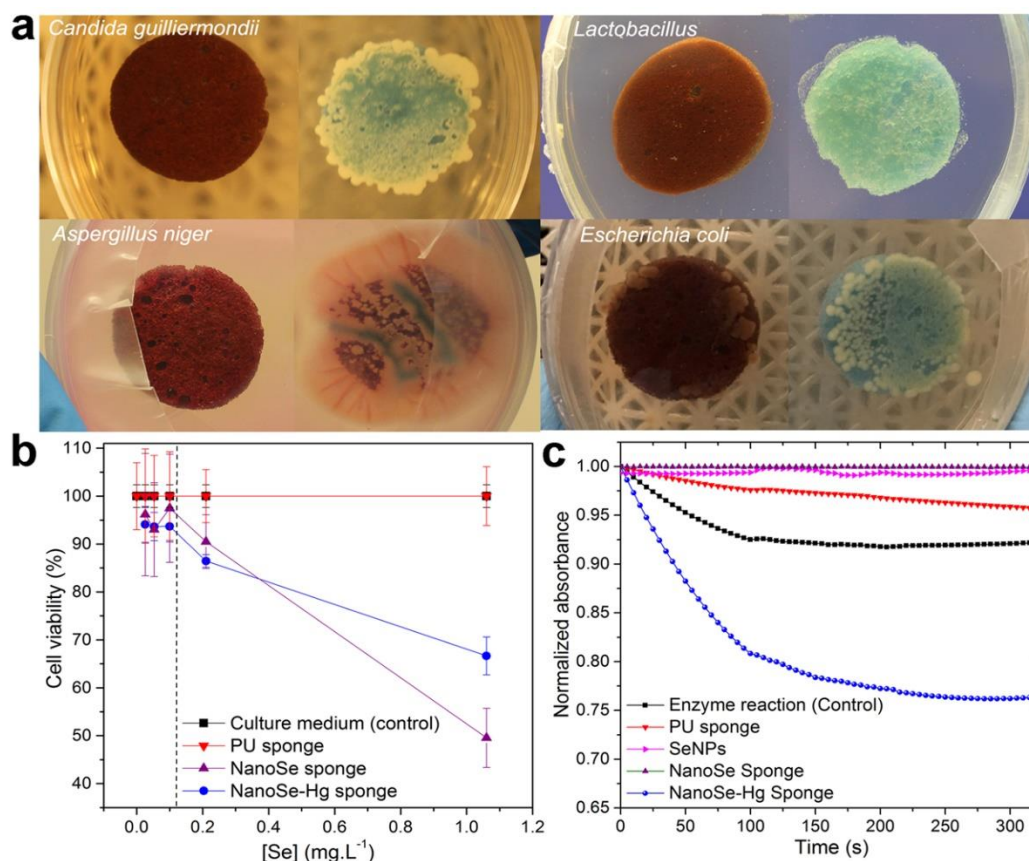 a
Candida guilliermondii
Lactobacillus
Aspergillus niger
Escherichia coli
b
110
100
90
80
70
60
50
40
Cell viability (%)
Culture medium (control)
PU sponge
NanoSe sponge
NanoSe-Hg sponge
0.0 0.2 0.4 0.6 0.8 1.0 1.2
[Se] (mg.L⁻¹)
c
1.00
0.95
0.90
0.85
0.80
0.75
0.70
0.65
Normalized absorbance
Enzyme reaction (Control)
PU sponge
SeNPs
NanoSe Sponge
NanoSe-Hg Sponge
0 50 100 150 200 250 300
Time (s)